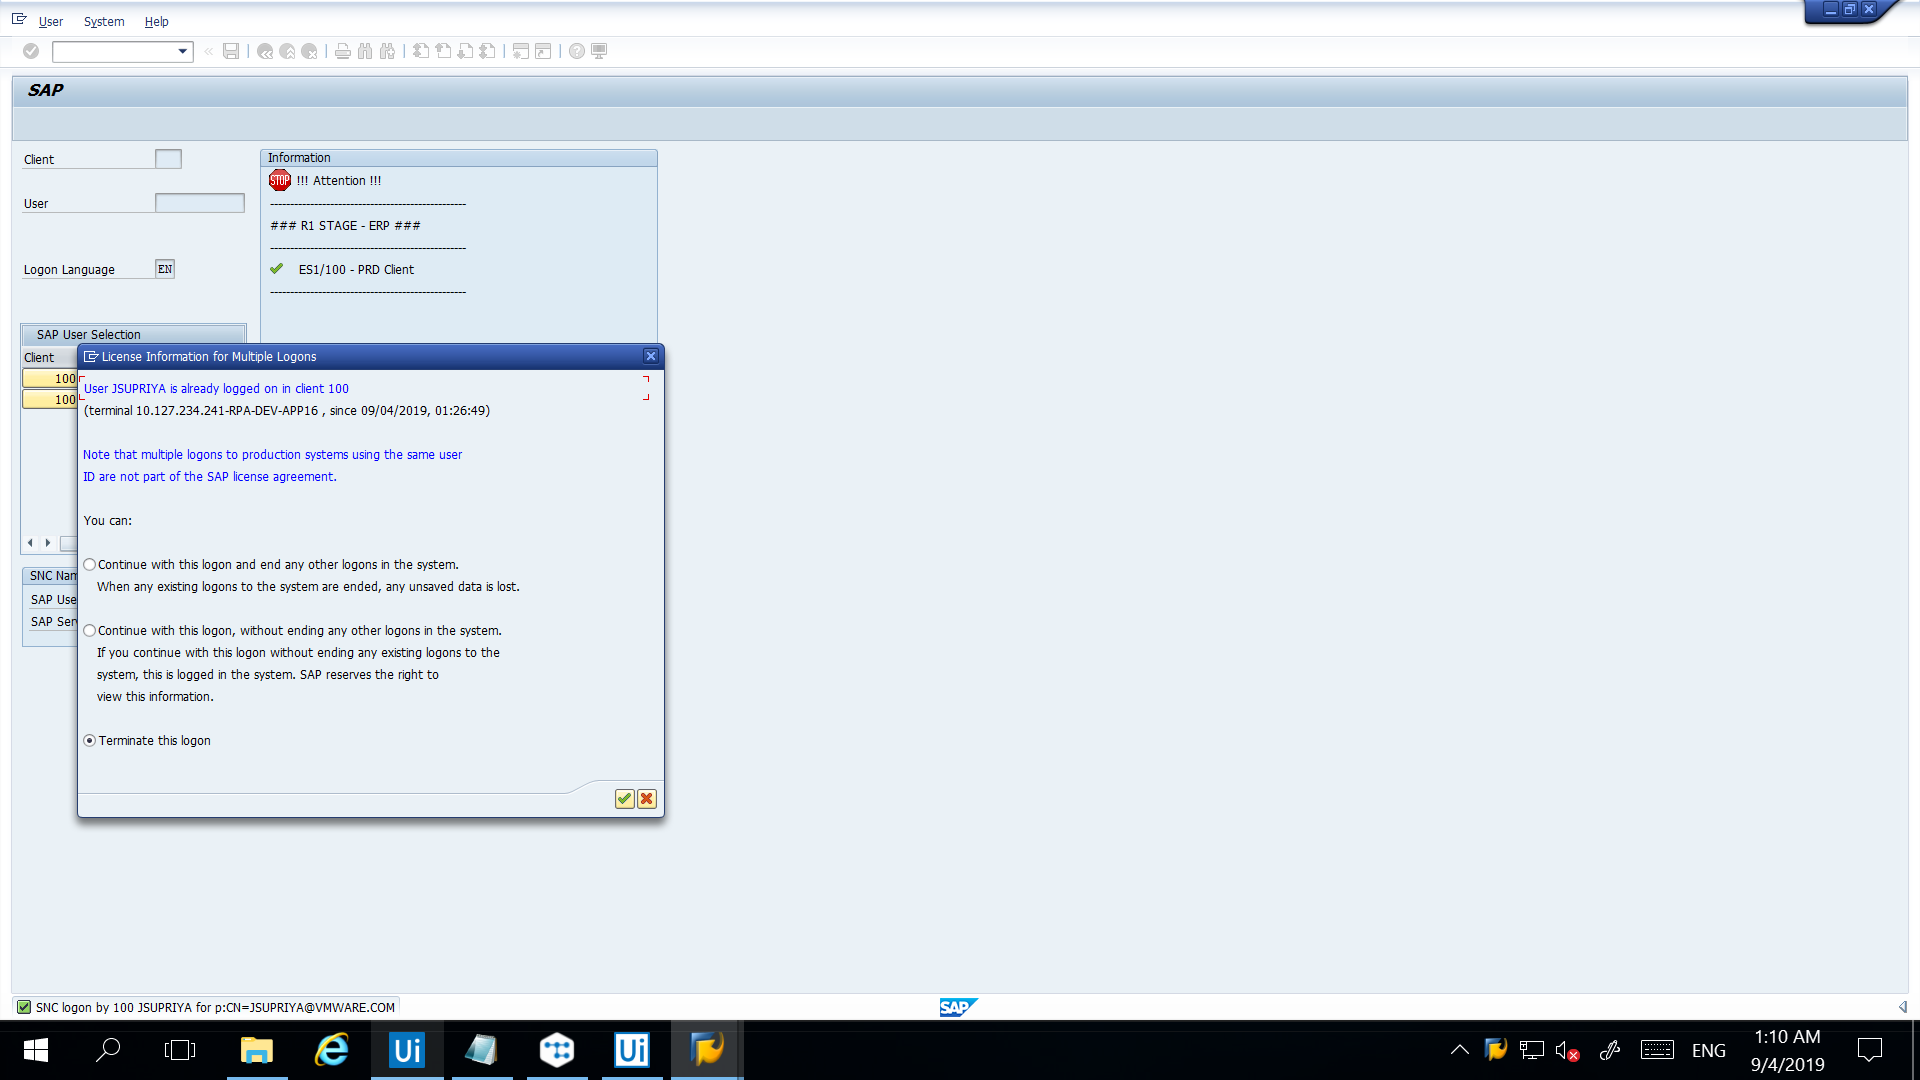 User System Help
SAP
Client
User
Logon Language EN
Information
STOP !!! Attention !!!
### R1 STAGE - ERP ###
ES1/100 - PRD Client
SAP User Selection
Client
100
100
SNC Nam
SAP Use
SAP Serv
License Information for Multiple Logons
User JSUPRIYA is already logged on in client 100
(terminal 10.127.234.241-RPA-DEV-APP16 , since 09/04/2019, 01:26:49)
Note that multiple logons to production systems using the same user
ID are not part of the SAP license agreement.
You can:
Continue with this logon and end any other logons in the system.
When any existing logons to the system are ended, any unsaved data is lost.
Continue with this logon, without ending any other logons in the system.
If you continue with this logon without ending any existing logons to the
system, this is logged in the system. SAP reserves the right to
view this information.
Terminate this logon
SNC logon by 100 JSUPRIYA for p:CN=JSUPRIYA@VMWARE.COM
SAP
Ui
Ui
ENG
1:10 AM
9/4/2019